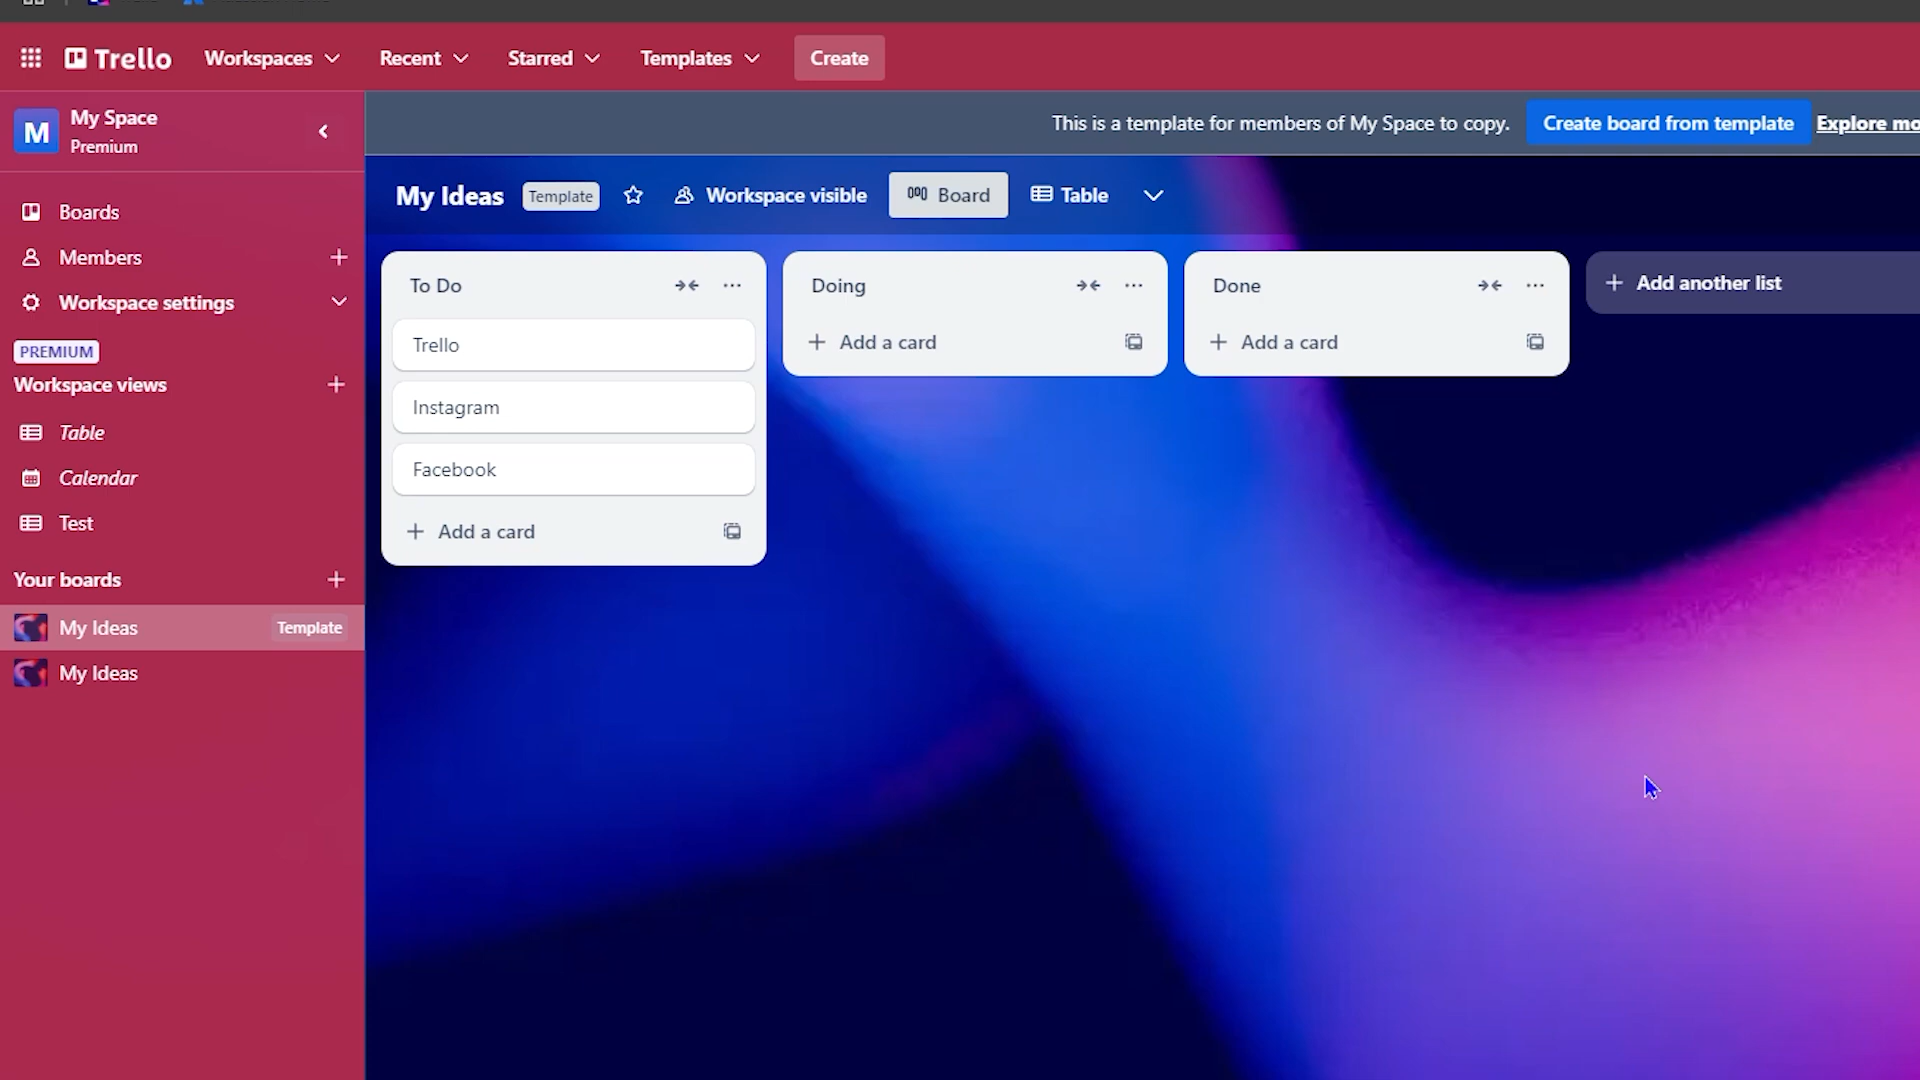 Trello
Workspaces
Recent
Starred
Templates
Create
M
My Space
Premium
This is a template for members of My Space to copy.
Create board from template
Explore mo
Boards
Members
Workspace settings
PREMIUM
Workspace views
Table
Calendar
Test
Your boards
My Ideas
Template
My Ideas
My Ideas
Template
Workspace visible
Board
Table
To Do
Trello
Instagram
Facebook
Add a card
Doing
Add a card
Done
Add a card
Add another list